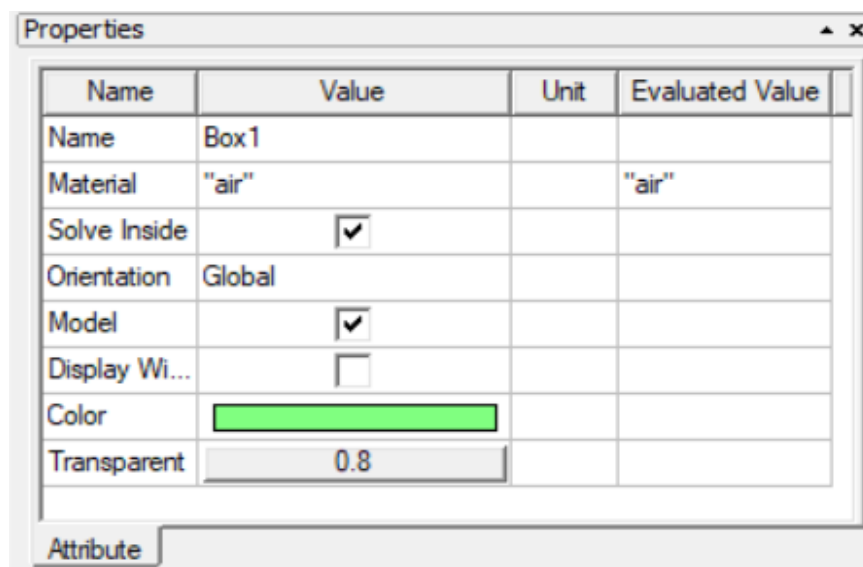 Properties
Name Value Unit Evaluated Value
Name Box1
Material "air" "air"
Solve Inside
Orientation Global
Model
Display Wi...
Color
Transparent 0.8
Attribute